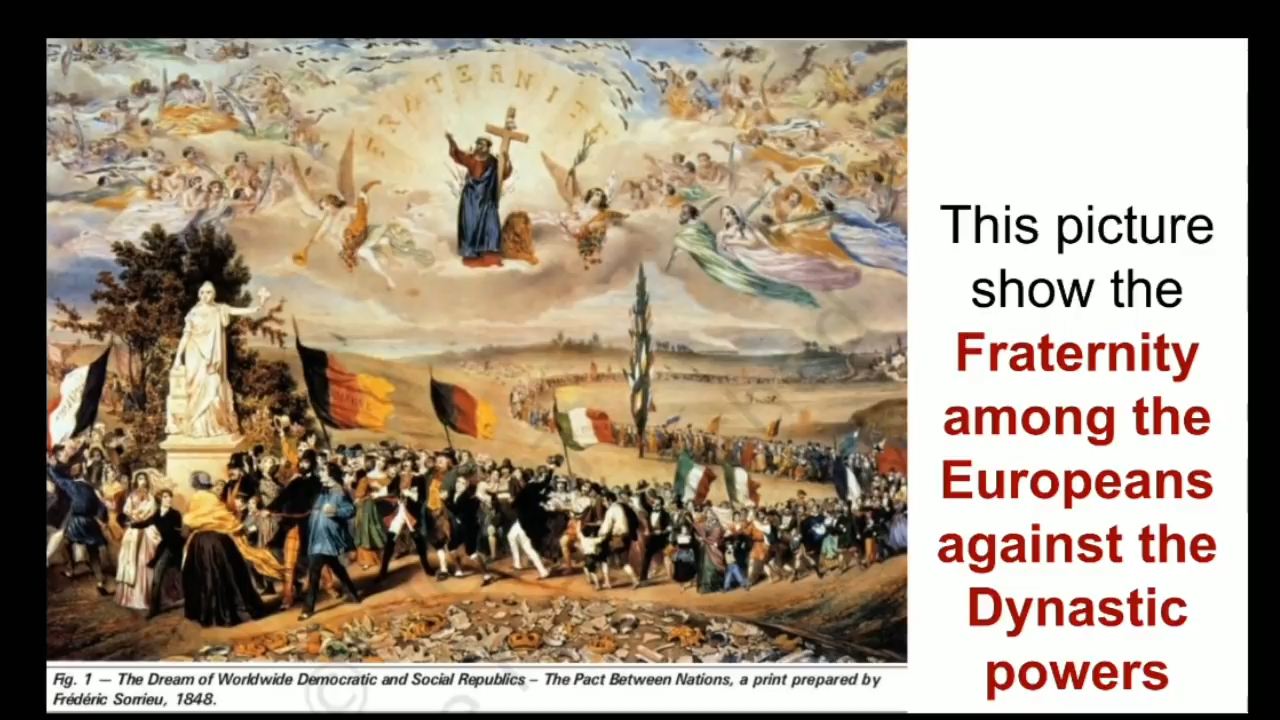 FRATERNITE
This picture
show the
Fraternity
among the
Europeans
against the
Dynastic
powers
Fig. 1 — The Dream of Worldwide Democratic and Social Republics – The Pact Between Nations, a print prepared by
Frédéric Sorrieu, 1848.